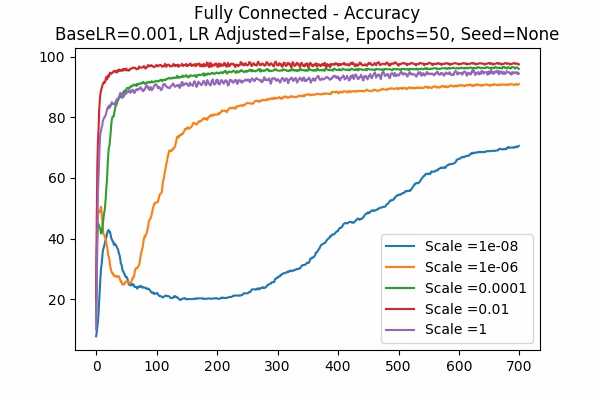 Fully Connected - Accuracy
BaseLR=0.001, LR Adjusted=False, Epochs=50, Seed=None
100
80
60
40
20
Scale =1e-08
Scale =1e-06
Scale =0.0001
Scale =0.01
Scale =1
0 100 200 300 400 500 600 700